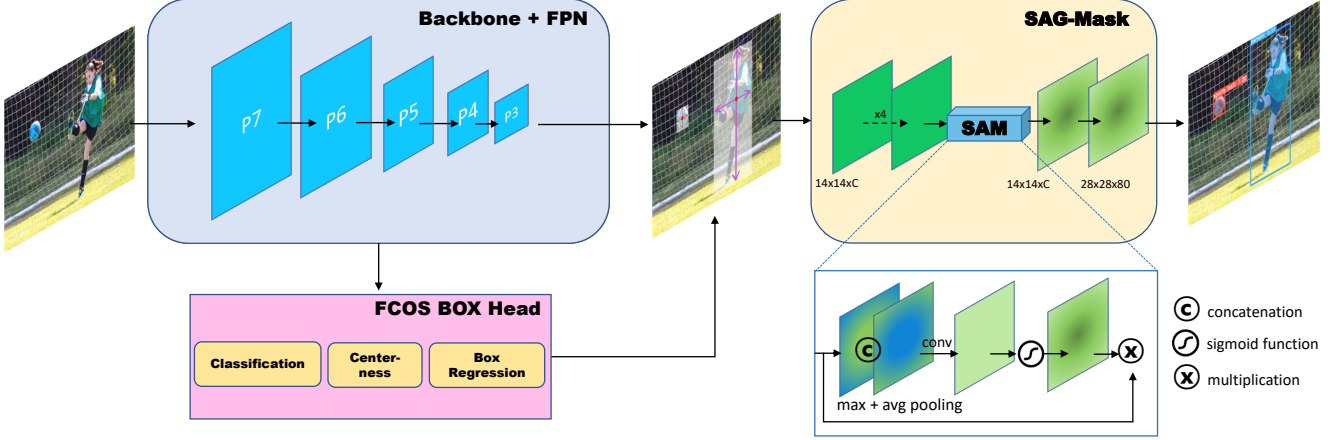 Backbone + FPN
P7
P6
P5
P4
P3
FCOS BOX Head
Classification
Center-
ness
Box
Regression
SAG-Mask
x4
SAM
14x14xC
14x14xC
28x28x80
C
conv
max + avg pooling
x
C concatenation
sigmoid function
x multiplication